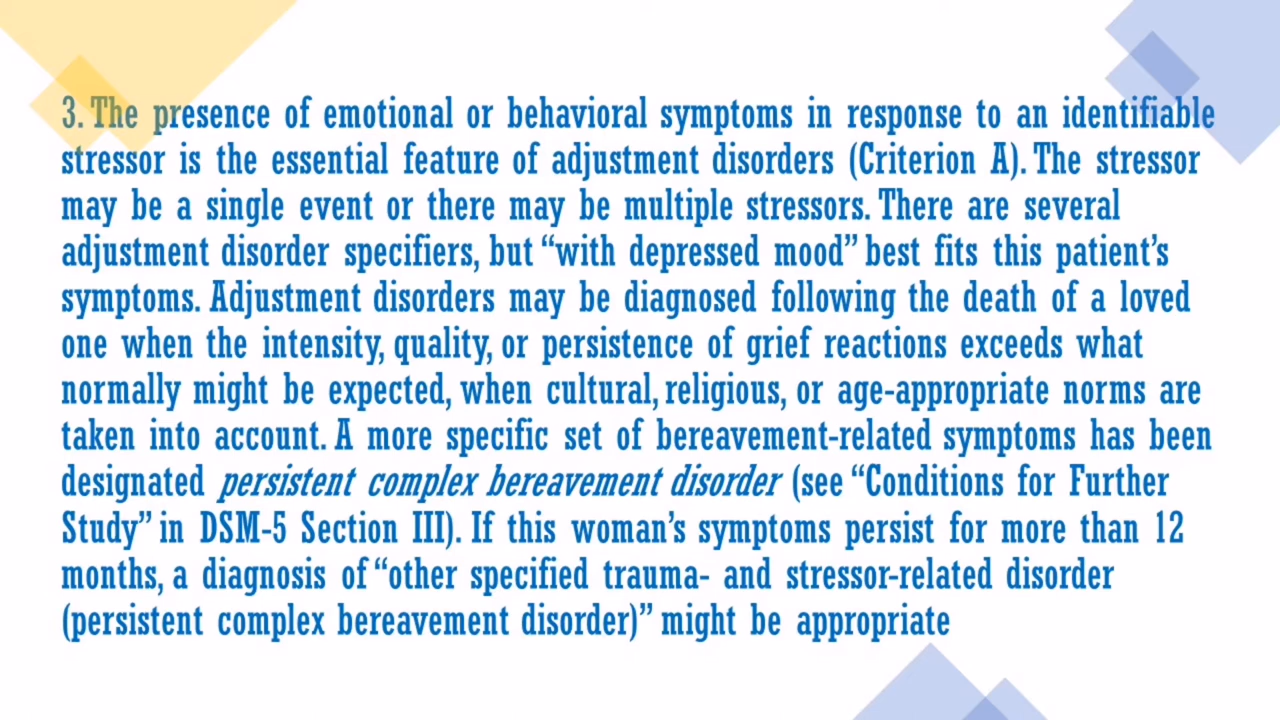 3. The presence of emotional or behavioral symptoms in response to an identifiable
stressor is the essential feature of adjustment disorders (Criterion A). The stressor
may be a single event or there may be multiple stressors. There are several
adjustment disorder specifiers, but “with depressed mood” best fits this patient’s
symptoms. Adjustment disorders may be diagnosed following the death of a loved
one when the intensity, quality, or persistence of grief reactions exceeds what
normally might be expected, when cultural, religious, or age-appropriate norms are
taken into account. A more specific set of bereavement-related symptoms has been
designated persistent complex bereavement disorder (see “Conditions for Further
Study” in DSM-5 Section III). If this woman’s symptoms persist for more than 12
months, a diagnosis of “other specified trauma- and stressor-related disorder
(persistent complex bereavement disorder)” might be appropriate